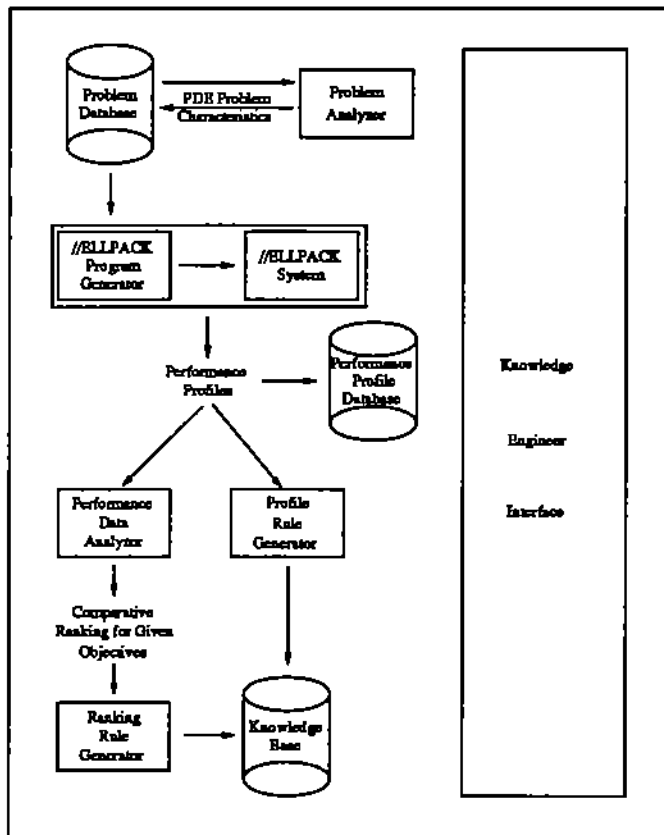 Problem
Database
PDE Problem
Characteristics
Problem
Analyzer
//ELLPACK
Program
Generator
//ELLPACK
System
Performance
Profiles
Performance
Profile
Database
Knowledge
Engineer
Interface
Performance
Data
Analyzer
Profile
Rule
Generator
Comparative
Ranking for Given
Objectives
Ranking
Rule
Generator
Knowledge
Base